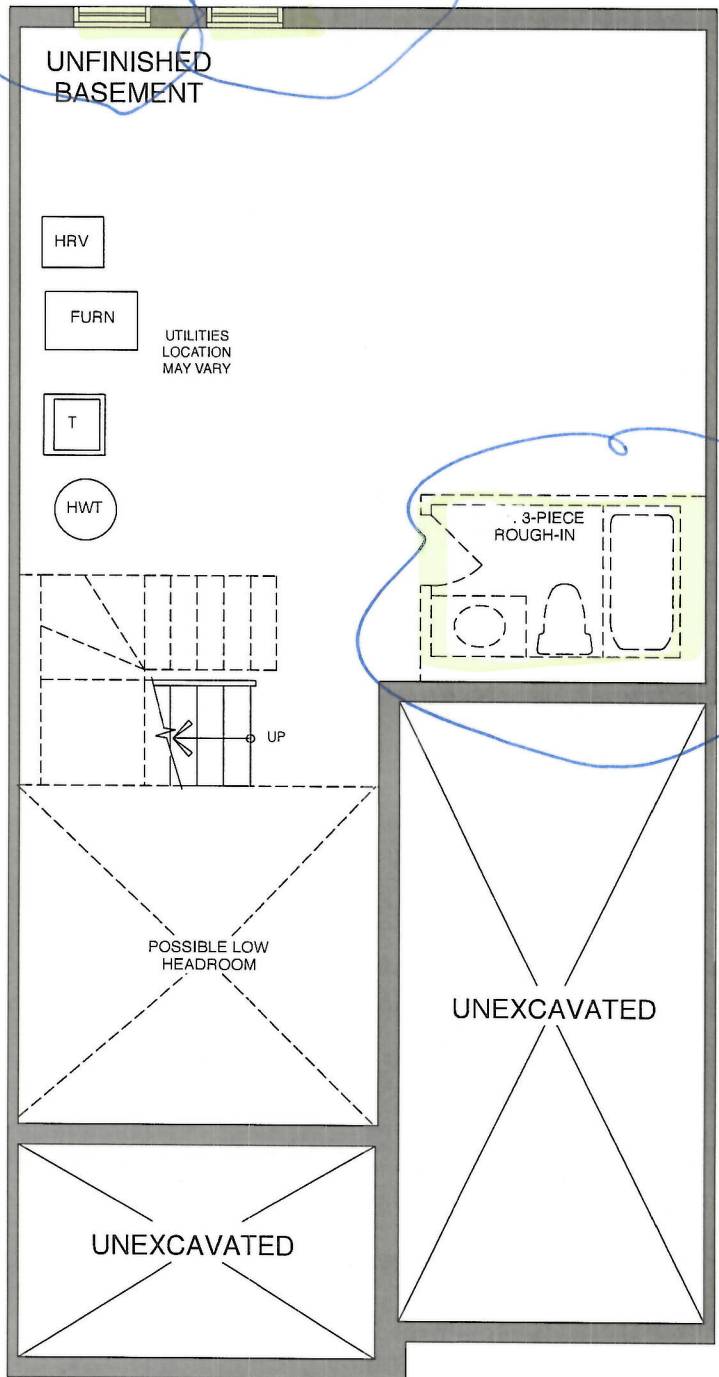 UNFINISHED
BASEMENT
HRV
FURN
UTILITIES
LOCATION
MAY VARY
T
HWT
. 3-PIECE
ROUGH-IN
UP
POSSIBLE LOW
HEADROOM
UNEXCAVATED
UNEXCAVATED